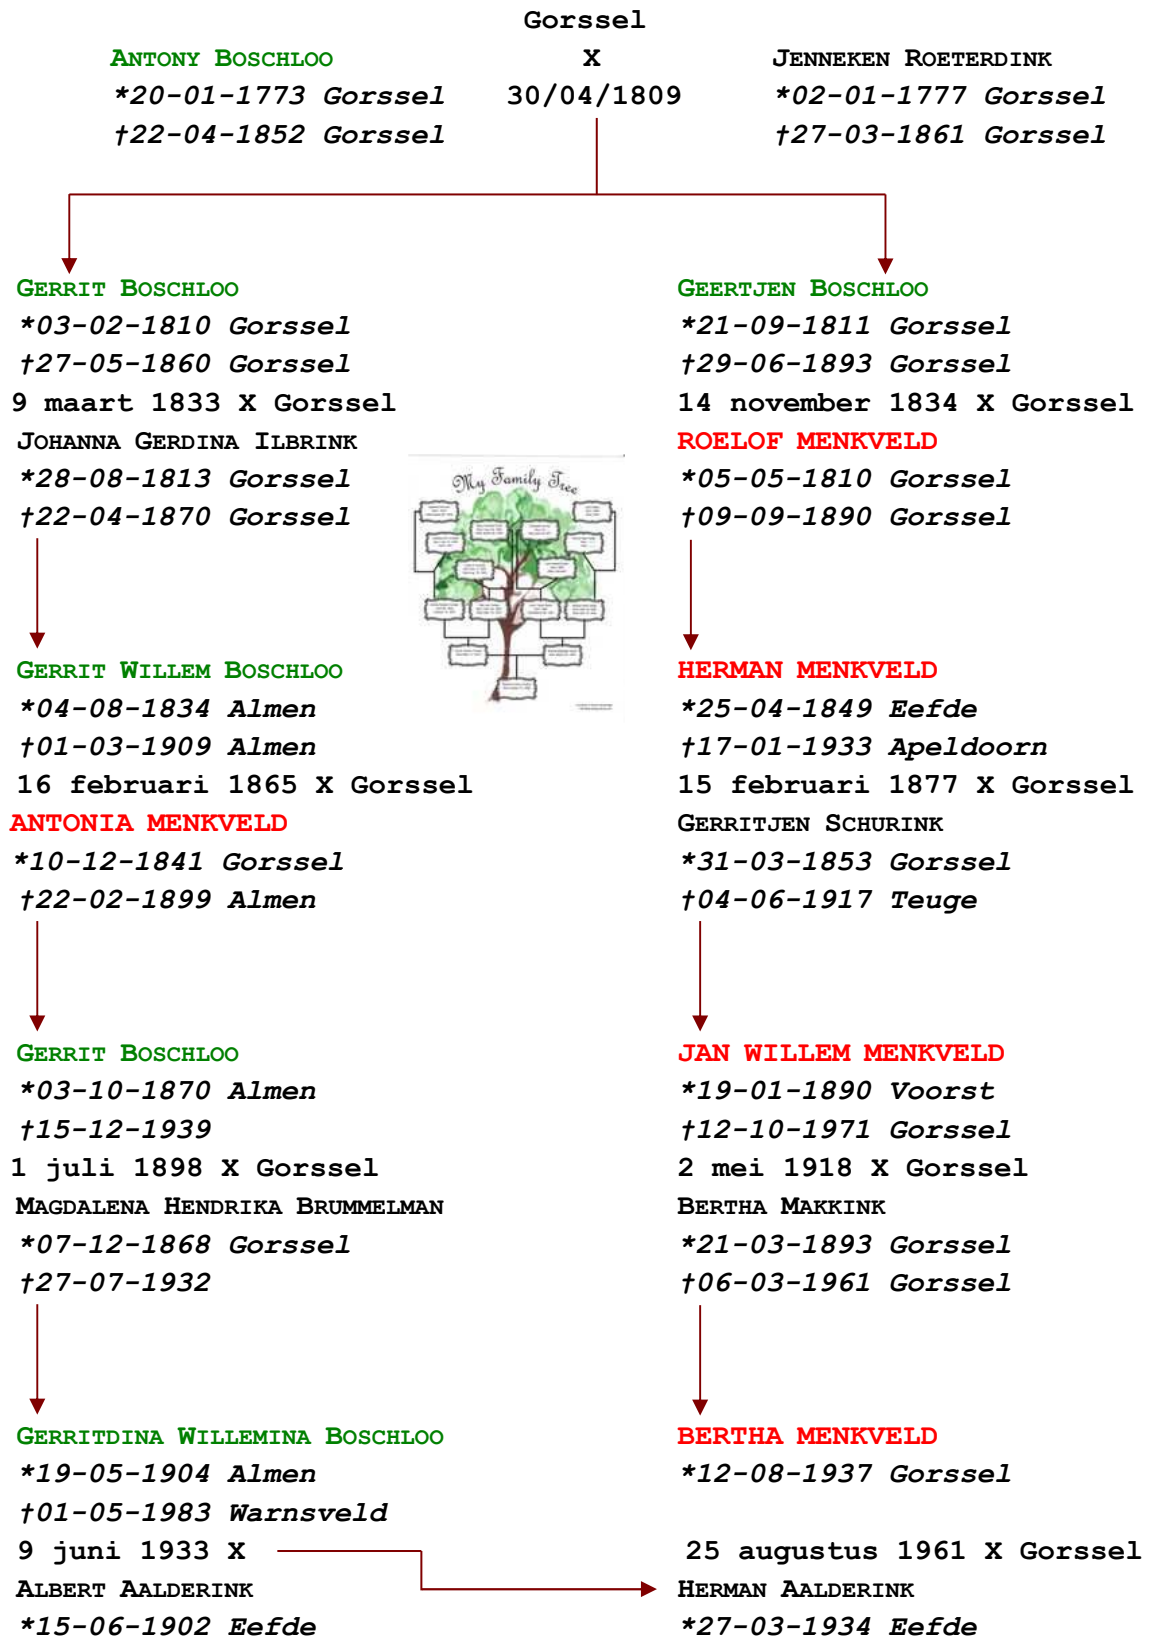 Gorssel
ANTONY BOSCHLOO X JENNEKEN ROETERDINK
*20-01-1773 Gorssel 30/04/1809 *02-01-1777 Gorssel
†22-04-1852 Gorssel †27-03-1861 Gorssel
GERRIT BOSCHLOO
*03-02-1810 Gorssel
†27-05-1860 Gorssel
9 maart 1833 X Gorssel
JOHANNA GERDINA ILBRINK
*28-08-1813 Gorssel
†22-04-1870 Gorssel
GEERTJEN BOSCHLOO
*21-09-1811 Gorssel
†29-06-1893 Gorssel
14 november 1834 X Gorssel
ROELOF MENKVELD
*05-05-1810 Gorssel
†09-09-1890 Gorssel
My Family Tree
GERRIT WILLEM BOSCHLOO
*04-08-1834 Almen
†01-03-1909 Almen
16 februari 1865 X Gorssel
ANTONIA MENKVELD
*10-12-1841 Gorssel
†22-02-1899 Almen
HERMAN MENKVELD
*25-04-1849 Eefde
†17-01-1933 Apeldoorn
15 februari 1877 X Gorssel
GERRITJEN SCHURINK
*31-03-1853 Gorssel
†04-06-1917 Teuge
GERRIT BOSCHLOO
*03-10-1870 Almen
†15-12-1939
1 juli 1898 X Gorssel
MAGDALENA HENDRIKA BRUMMELMAN
*07-12-1868 Gorssel
†27-07-1932
JAN WILLEM MENKVELD
*19-01-1890 Voorst
†12-10-1971 Gorssel
2 mei 1918 X Gorssel
BERTHA MAKKINK
*21-03-1893 Gorssel
†06-03-1961 Gorssel
GERRITDINA WILLEMINA BOSCHLOO
*19-05-1904 Almen
†01-05-1983 Warnsveld
9 juni 1933 X
ALBERT AALDERINK
*15-06-1902 Eefde
BERTHA MENKVELD
*12-08-1937 Gorssel
25 augustus 1961 X Gorssel
HERMAN AALDERINK
*27-03-1934 Eefde